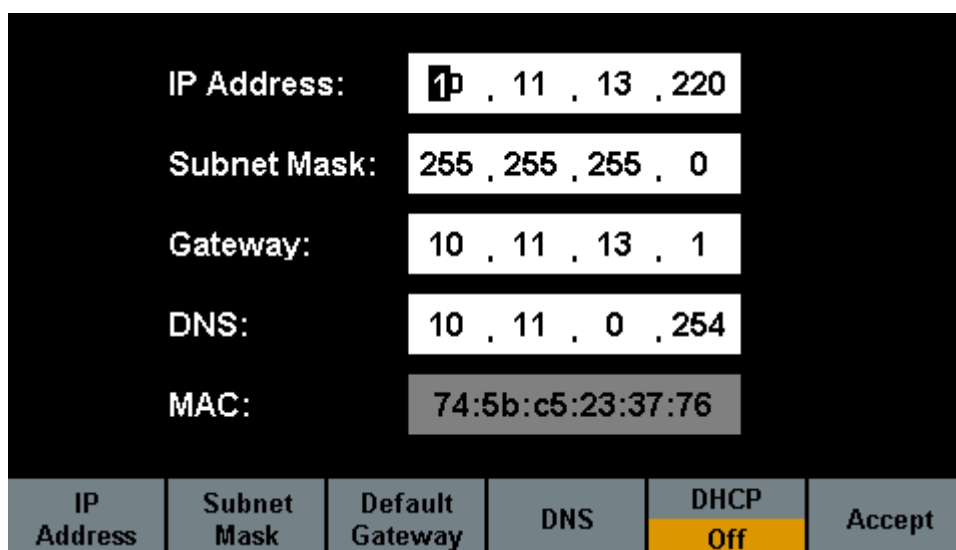 IP Address: 10 . 11 . 13 . 220
Subnet Mask: 255 . 255 . 255 . 0
Gateway: 10 . 11 . 13 . 1
DNS: 10 . 11 . 0 . 254
MAC: 74:5b:c5:23:37:76
IP Address
Subnet Mask
Default Gateway
DNS
DHCP
Off
Accept